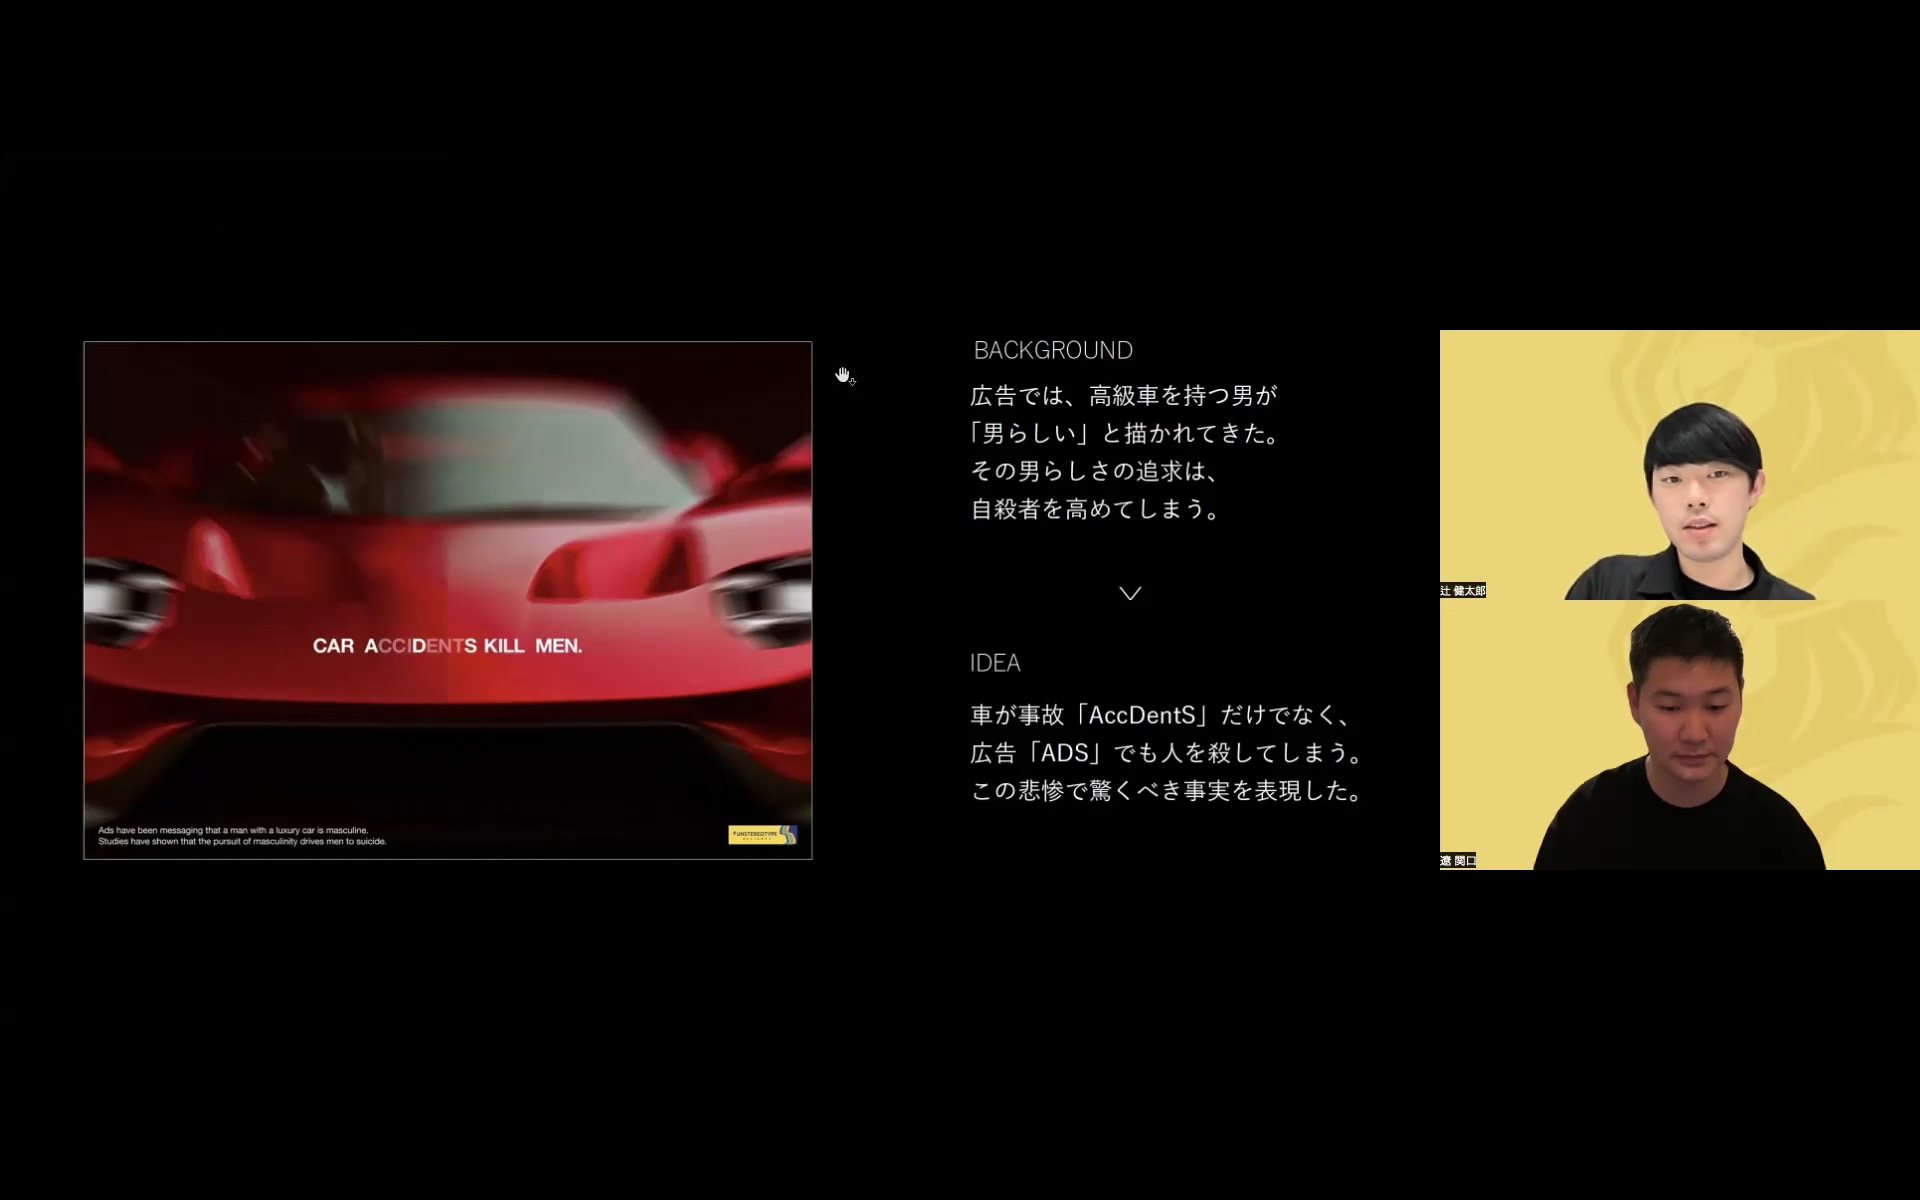 CAR ACCIDENTS KILL MEN.
Ads have been messaging that a man with a luxury car is masculine.
Studies have shown that the pursuit of masculinity drives men to suicide.
#UNSTEREOTYPE
ALLIANCE
BACKGROUND
広告では、高級車を持つ男が
「男らしい」と描かれてきた。
その男らしさの追求は、
自殺者を高めてしまう。
IDEA
車が事故「AccDentS」だけでなく、
広告「ADS」でも人を殺してしまう。
この悲惨で驚くべき事実を表現した。
辻 健太郎
遼 関口